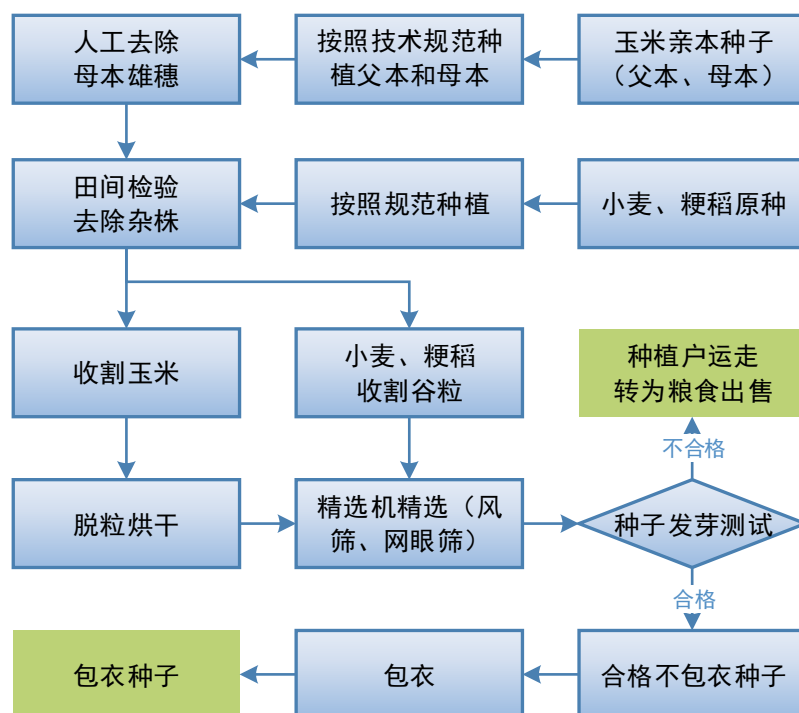 人工去除
母本雄穗
按照技术规范种
植父本和母本
玉米亲本种子
（父本、母本）
田间检验
去除杂株
按照规范种植
小麦、粳稻原种
收割玉米
小麦、粳稻
收割谷粒
种植户运走
转为粮食出售
不合格
脱粒烘干
精选机精选（风
筛、网眼筛）
种子发芽测试
合格
包衣种子
包衣
合格不包衣种子